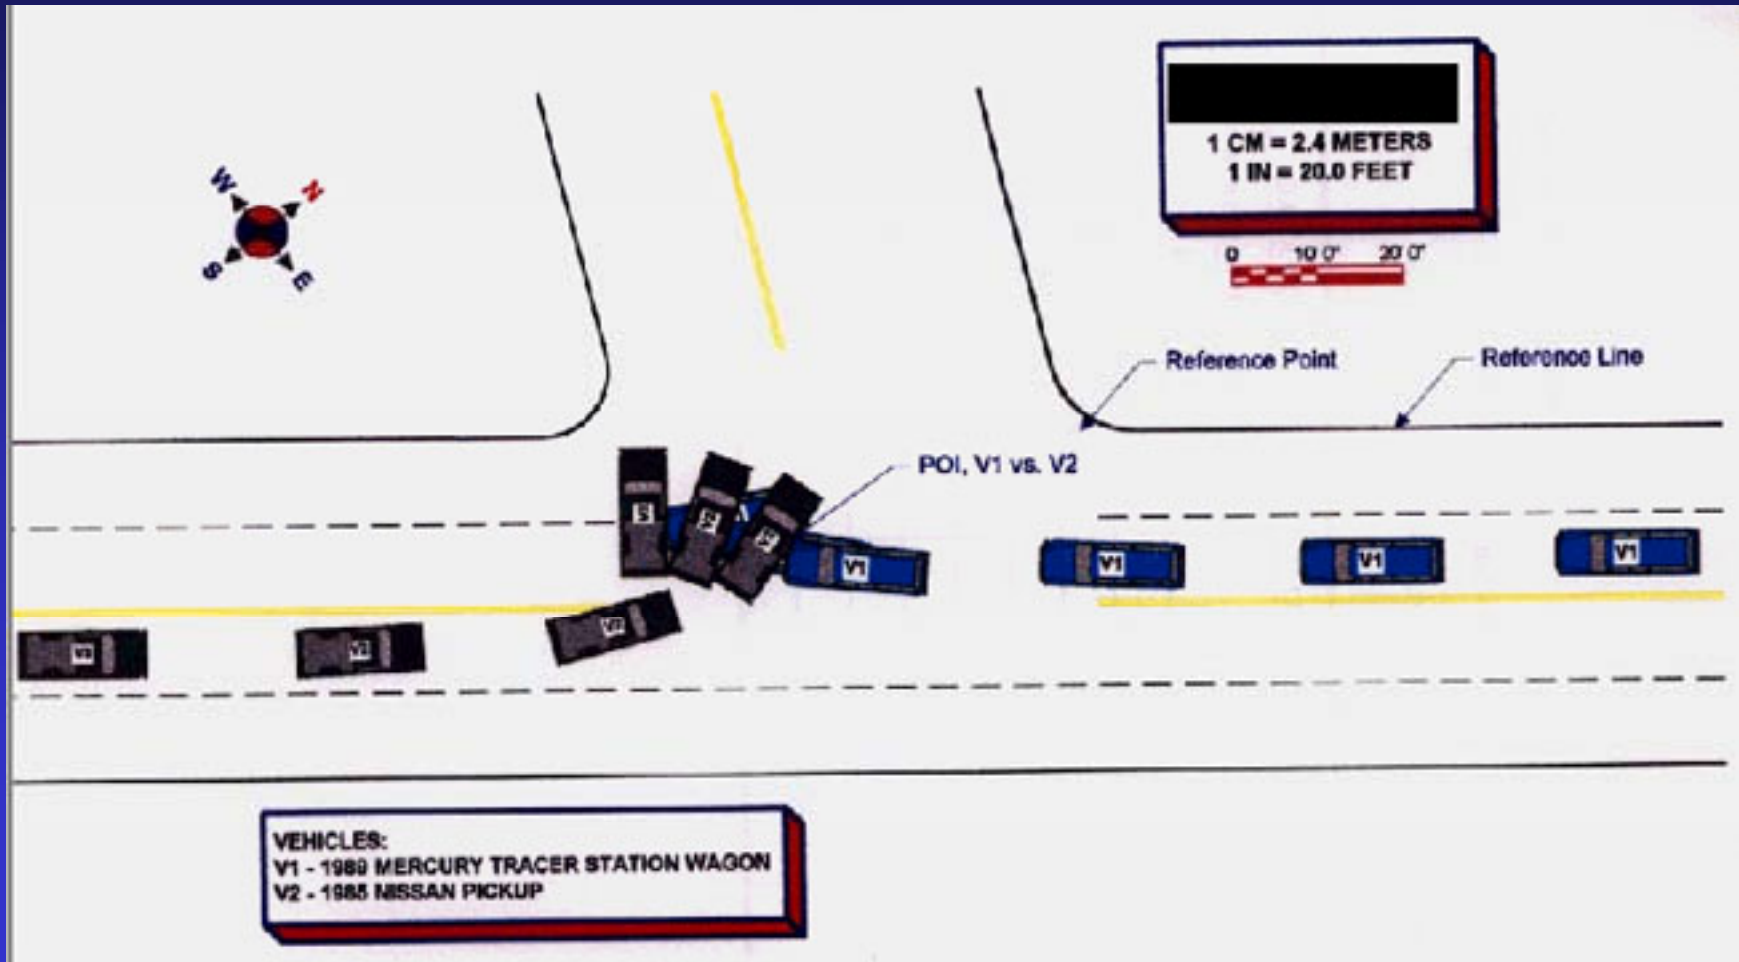 1 CM = 2.4 METERS
1 IN = 20.0 FEET
0 10' 0" 20' 0"
W N
S E
Reference Point
Reference Line
POI, V1 vs. V2
V1
V1
V1
V1
V2
V2
V2
VEHICLES:
V1 - 1989 MERCURY TRACER STATION WAGON
V2 - 1985 NISSAN PICKUP